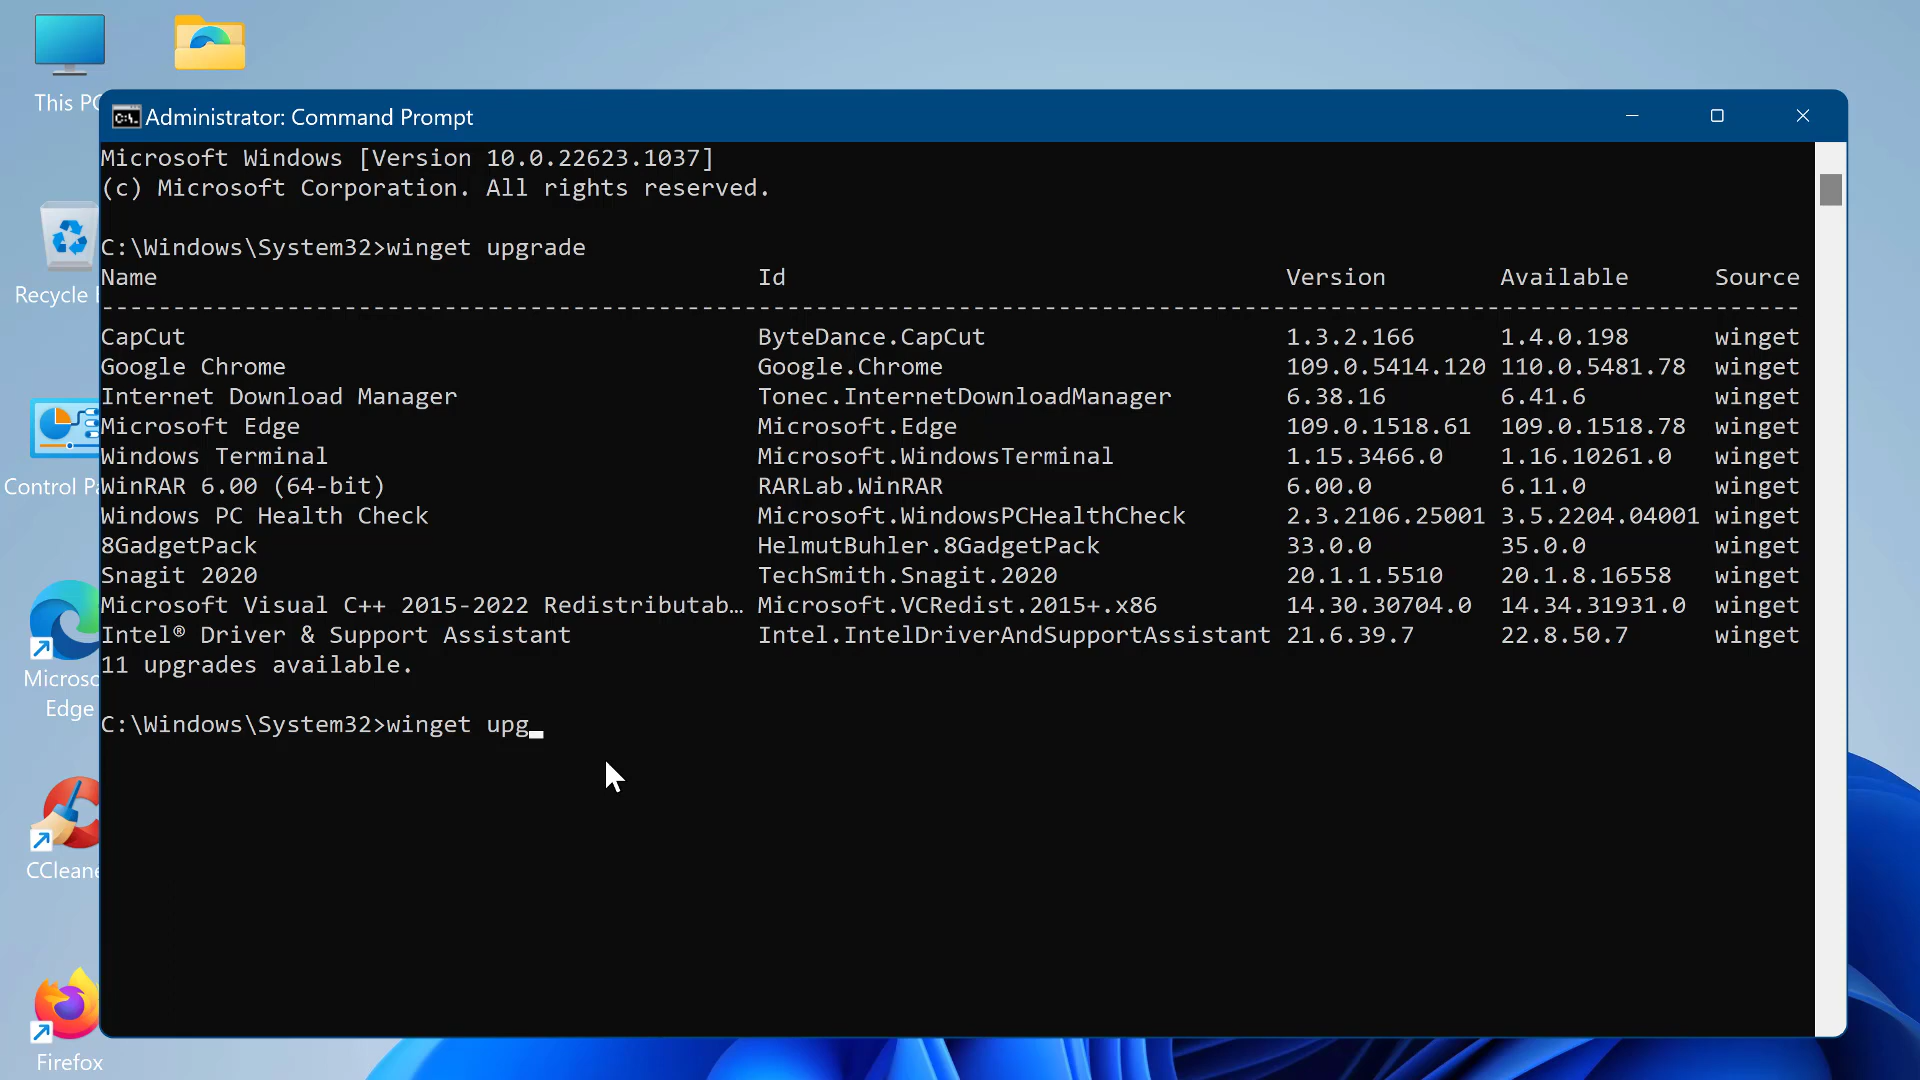 This PC
Administrator: Command Prompt
Microsoft Windows [Version 10.0.22623.1037]
(c) Microsoft Corporation. All rights reserved.
C:\Windows\System32>winget upgrade
Name Id Version Available Source
------------------------------------------------------------------------------------------------------------------------
CapCut ByteDance.CapCut 1.3.2.166 1.4.0.198 winget
Google Chrome Google.Chrome 109.0.5414.120 110.0.5481.78 winget
Internet Download Manager Tonec.InternetDownloadManager 6.38.16 6.41.6 winget
Microsoft Edge Microsoft.Edge 109.0.1518.61 109.0.1518.78 winget
Windows Terminal Microsoft.WindowsTerminal 1.15.3466.0 1.16.10261.0 winget
WinRAR 6.00 (64-bit) RARLab.WinRAR 6.00.0 6.11.0 winget
Windows PC Health Check Microsoft.WindowsPCHealthCheck 2.3.2106.25001 3.5.2204.04001 winget
8GadgetPack HelmutBuhler.8GadgetPack 33.0.0 35.0.0 winget
Snagit 2020 TechSmith.Snagit.2020 20.1.1.5510 20.1.8.16558 winget
Microsoft Visual C++ 2015-2022 Redistributab… Microsoft.VCRedist.2015+.x86 14.30.30704.0 14.34.31931.0 winget
Intel® Driver & Support Assistant Intel.IntelDriverAndSupportAssistant 21.6.39.7 22.8.50.7 winget
11 upgrades available.
C:\Windows\System32>winget upg_
Recycle
Control Pa
Microso
Edge
CCleane
Firefox